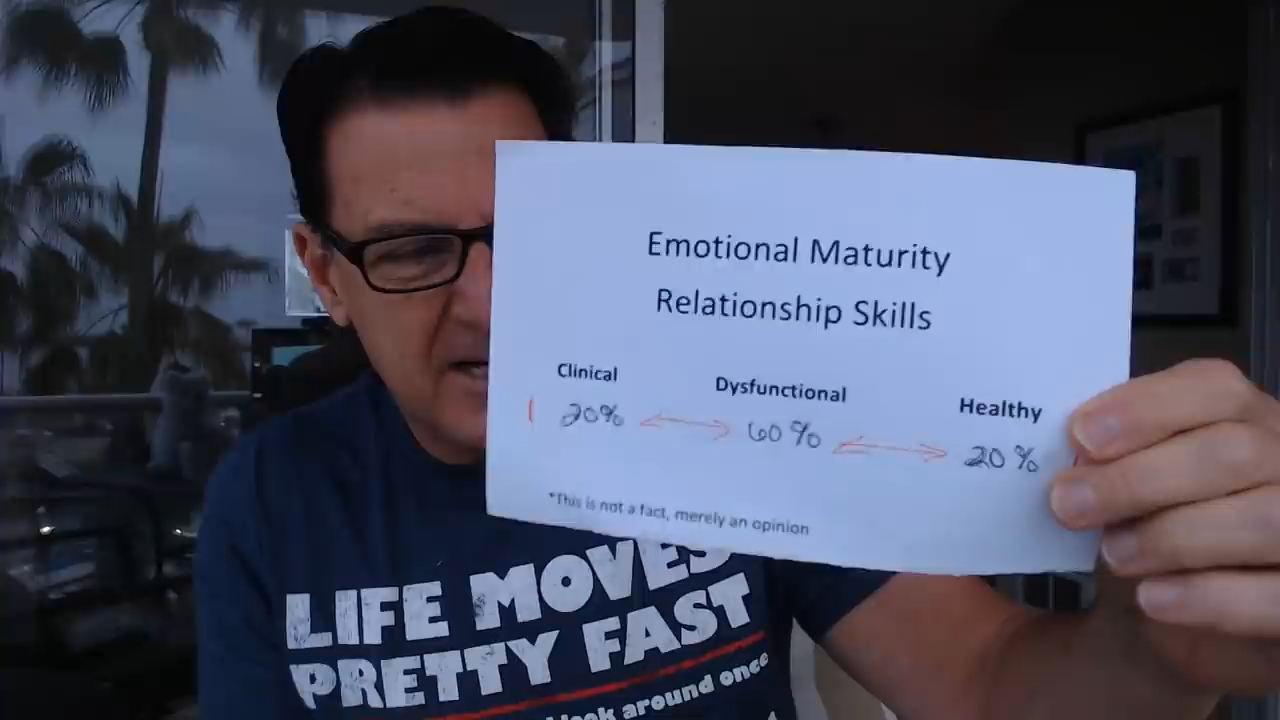 Emotional Maturity
Relationship Skills
Clinical Dysfunctional Healthy
20% 60% 20%
*This is not a fact, merely an opinion
LIFE MOVES
PRETTY FAST
look around once